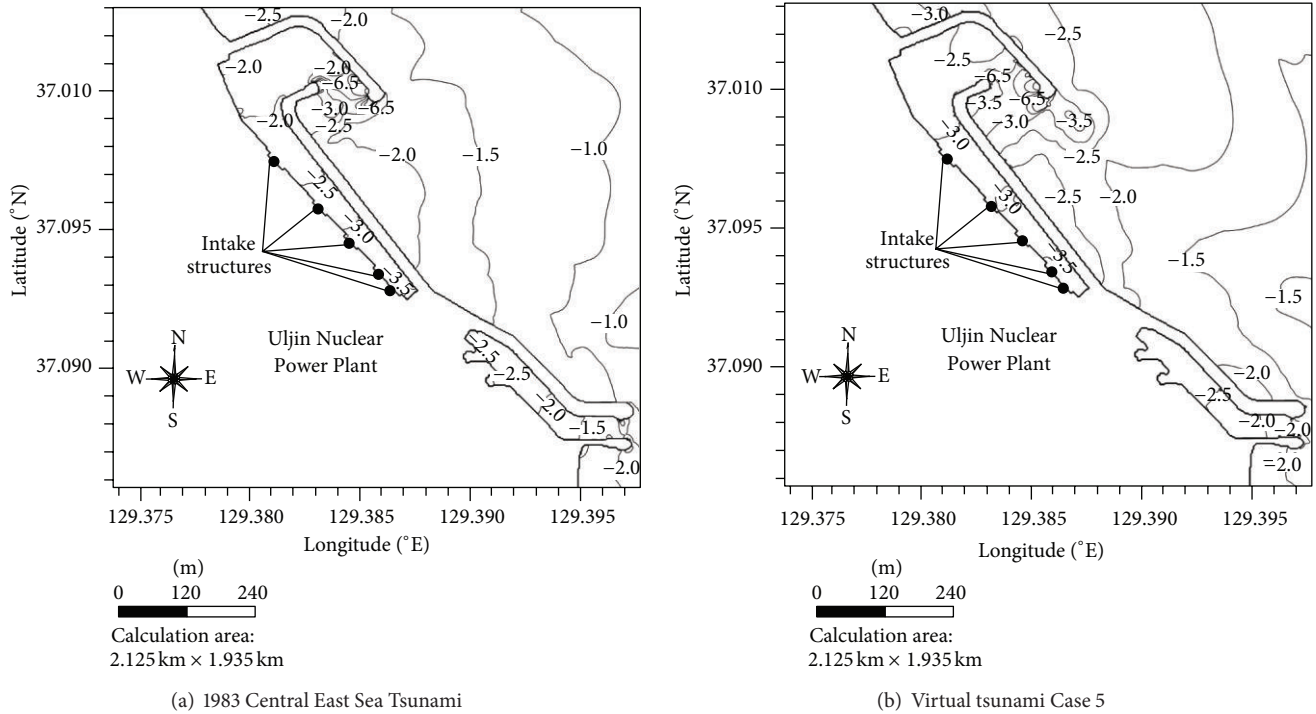 −2.5
−2.0
−2.0
−2.0
−6.5
−3.0
−6.5
−2.5
−2.0
−2.0
−1.5
−1.0
−2.5
−3.0
−3.5
−1.0
−2.5
−2.5
−2.0
−1.5
−2.0
37.010
37.095
37.090
Latitude (°N)
Intake
structures
Uljin Nuclear
Power Plant
N
W E
S
129.375 129.380 129.385 129.390 129.395
Longitude (°E)
(m)
0 120 240
Calculation area:
2.125 km × 1.935 km
(a) 1983 Central East Sea Tsunami
−3.0
−2.5
−2.5
−6.5
−3.5
−6.5
−3.0
−3.5
−3.0
−2.5
−2.5
−2.0
−3.0
−3.5
−1.5
−1.5
−2.0
−2.5
−2.0
−2.0
−2.0
37.010
37.095
37.090
Latitude (°N)
Intake
structures
Uljin Nuclear
Power Plant
N
W E
S
129.375 129.380 129.385 129.390 129.395
Longitude (°E)
(m)
0 120 240
Calculation area:
2.125 km × 1.935 km
(b) Virtual tsunami Case 5